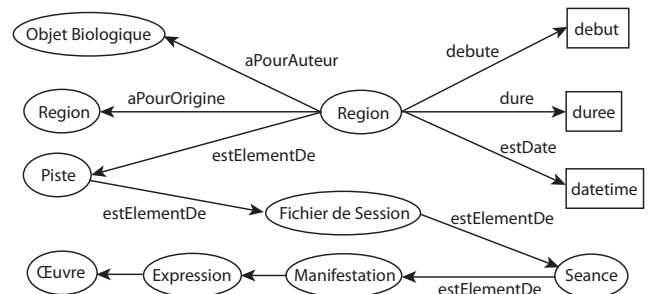 Objet Biologique
debut
aPourAuteur
debute
Region
aPourOrigine
Region
dure
duree
estElementDe
estDate
Piste
datetime
estElementDe
Fichier de Session
estElementDe
Œuvre
Expression
Manifestation
estElementDe
Seance